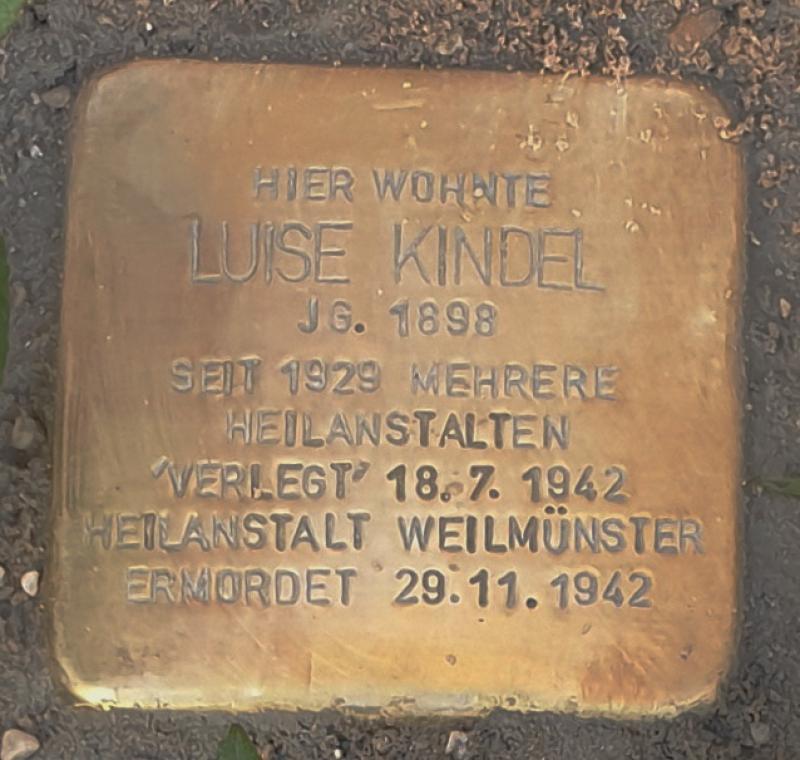 HIER WOHNTE
LUISE KINDEL
JG. 1898
SEIT 1929 MEHRERE
HEILANSTALTEN
'VERLEGT' 18.7. 1942
HEILANSTALT WEILMÜNSTER
ERMORDET 29.11.1942